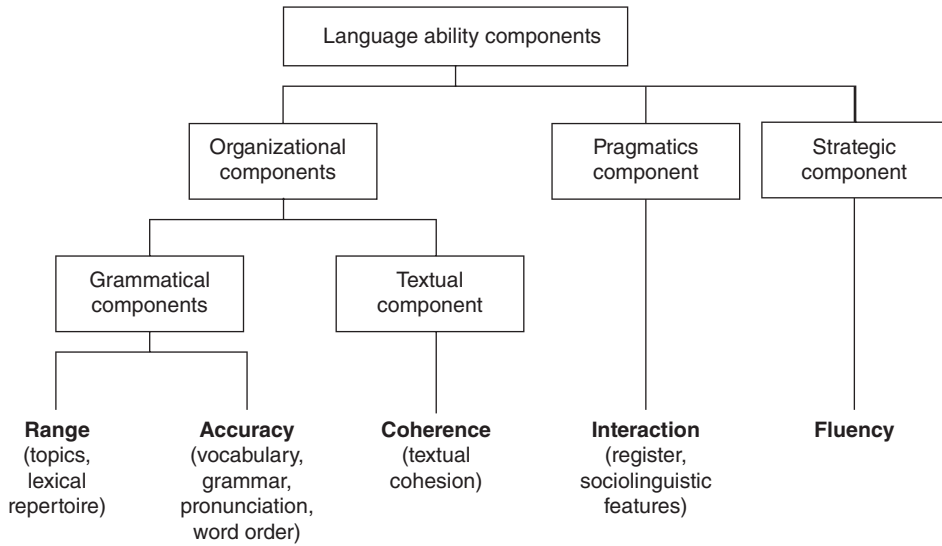 Language ability components
Organizational
components
Pragmatics
component
Strategic
component
Grammatical
components
Textual
component
Range
(topics,
lexical
repertoire)
Accuracy
(vocabulary,
grammar,
pronunciation,
word order)
Coherence
(textual
cohesion)
Interaction
(register,
sociolinguistic
features)
Fluency